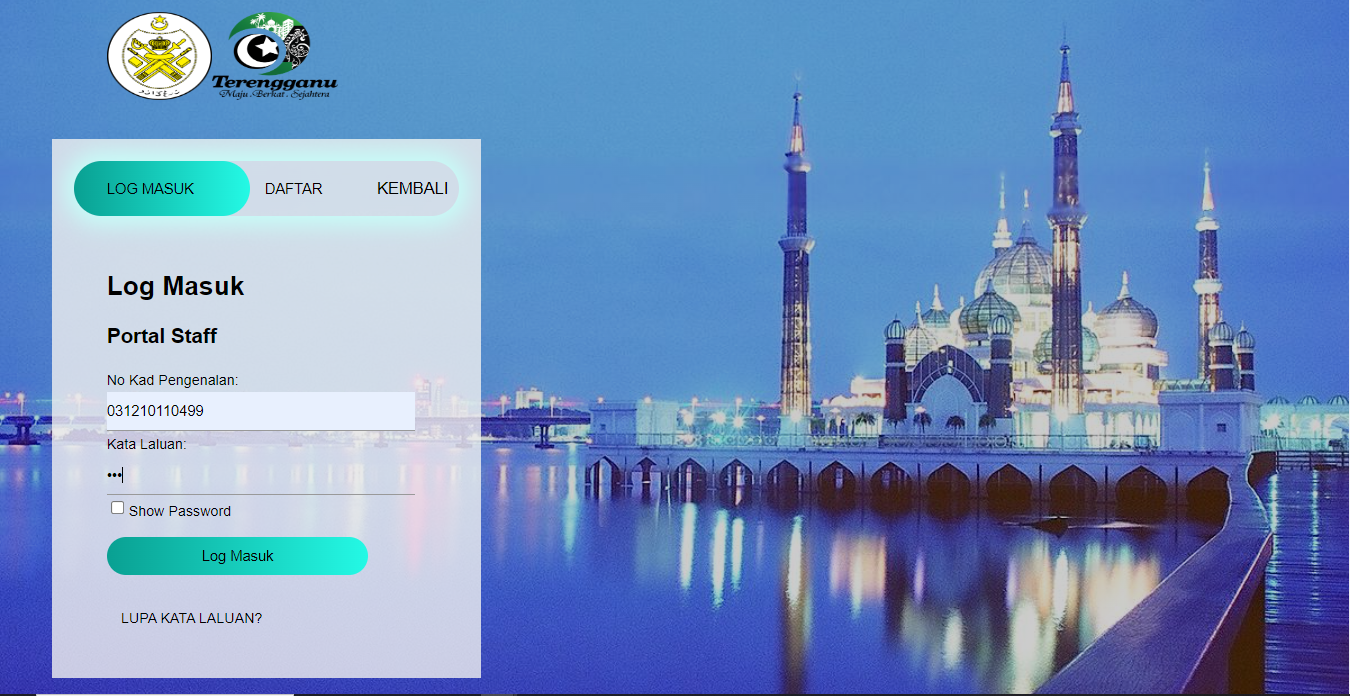 Terengganu
Maju . Berkat . Sejahtera
LOG MASUK
DAFTAR
KEMBALI
Log Masuk
Portal Staff
No Kad Pengenalan:
031210110499
Kata Laluan:
•••
Show Password
Log Masuk
LUPA KATA LALUAN?